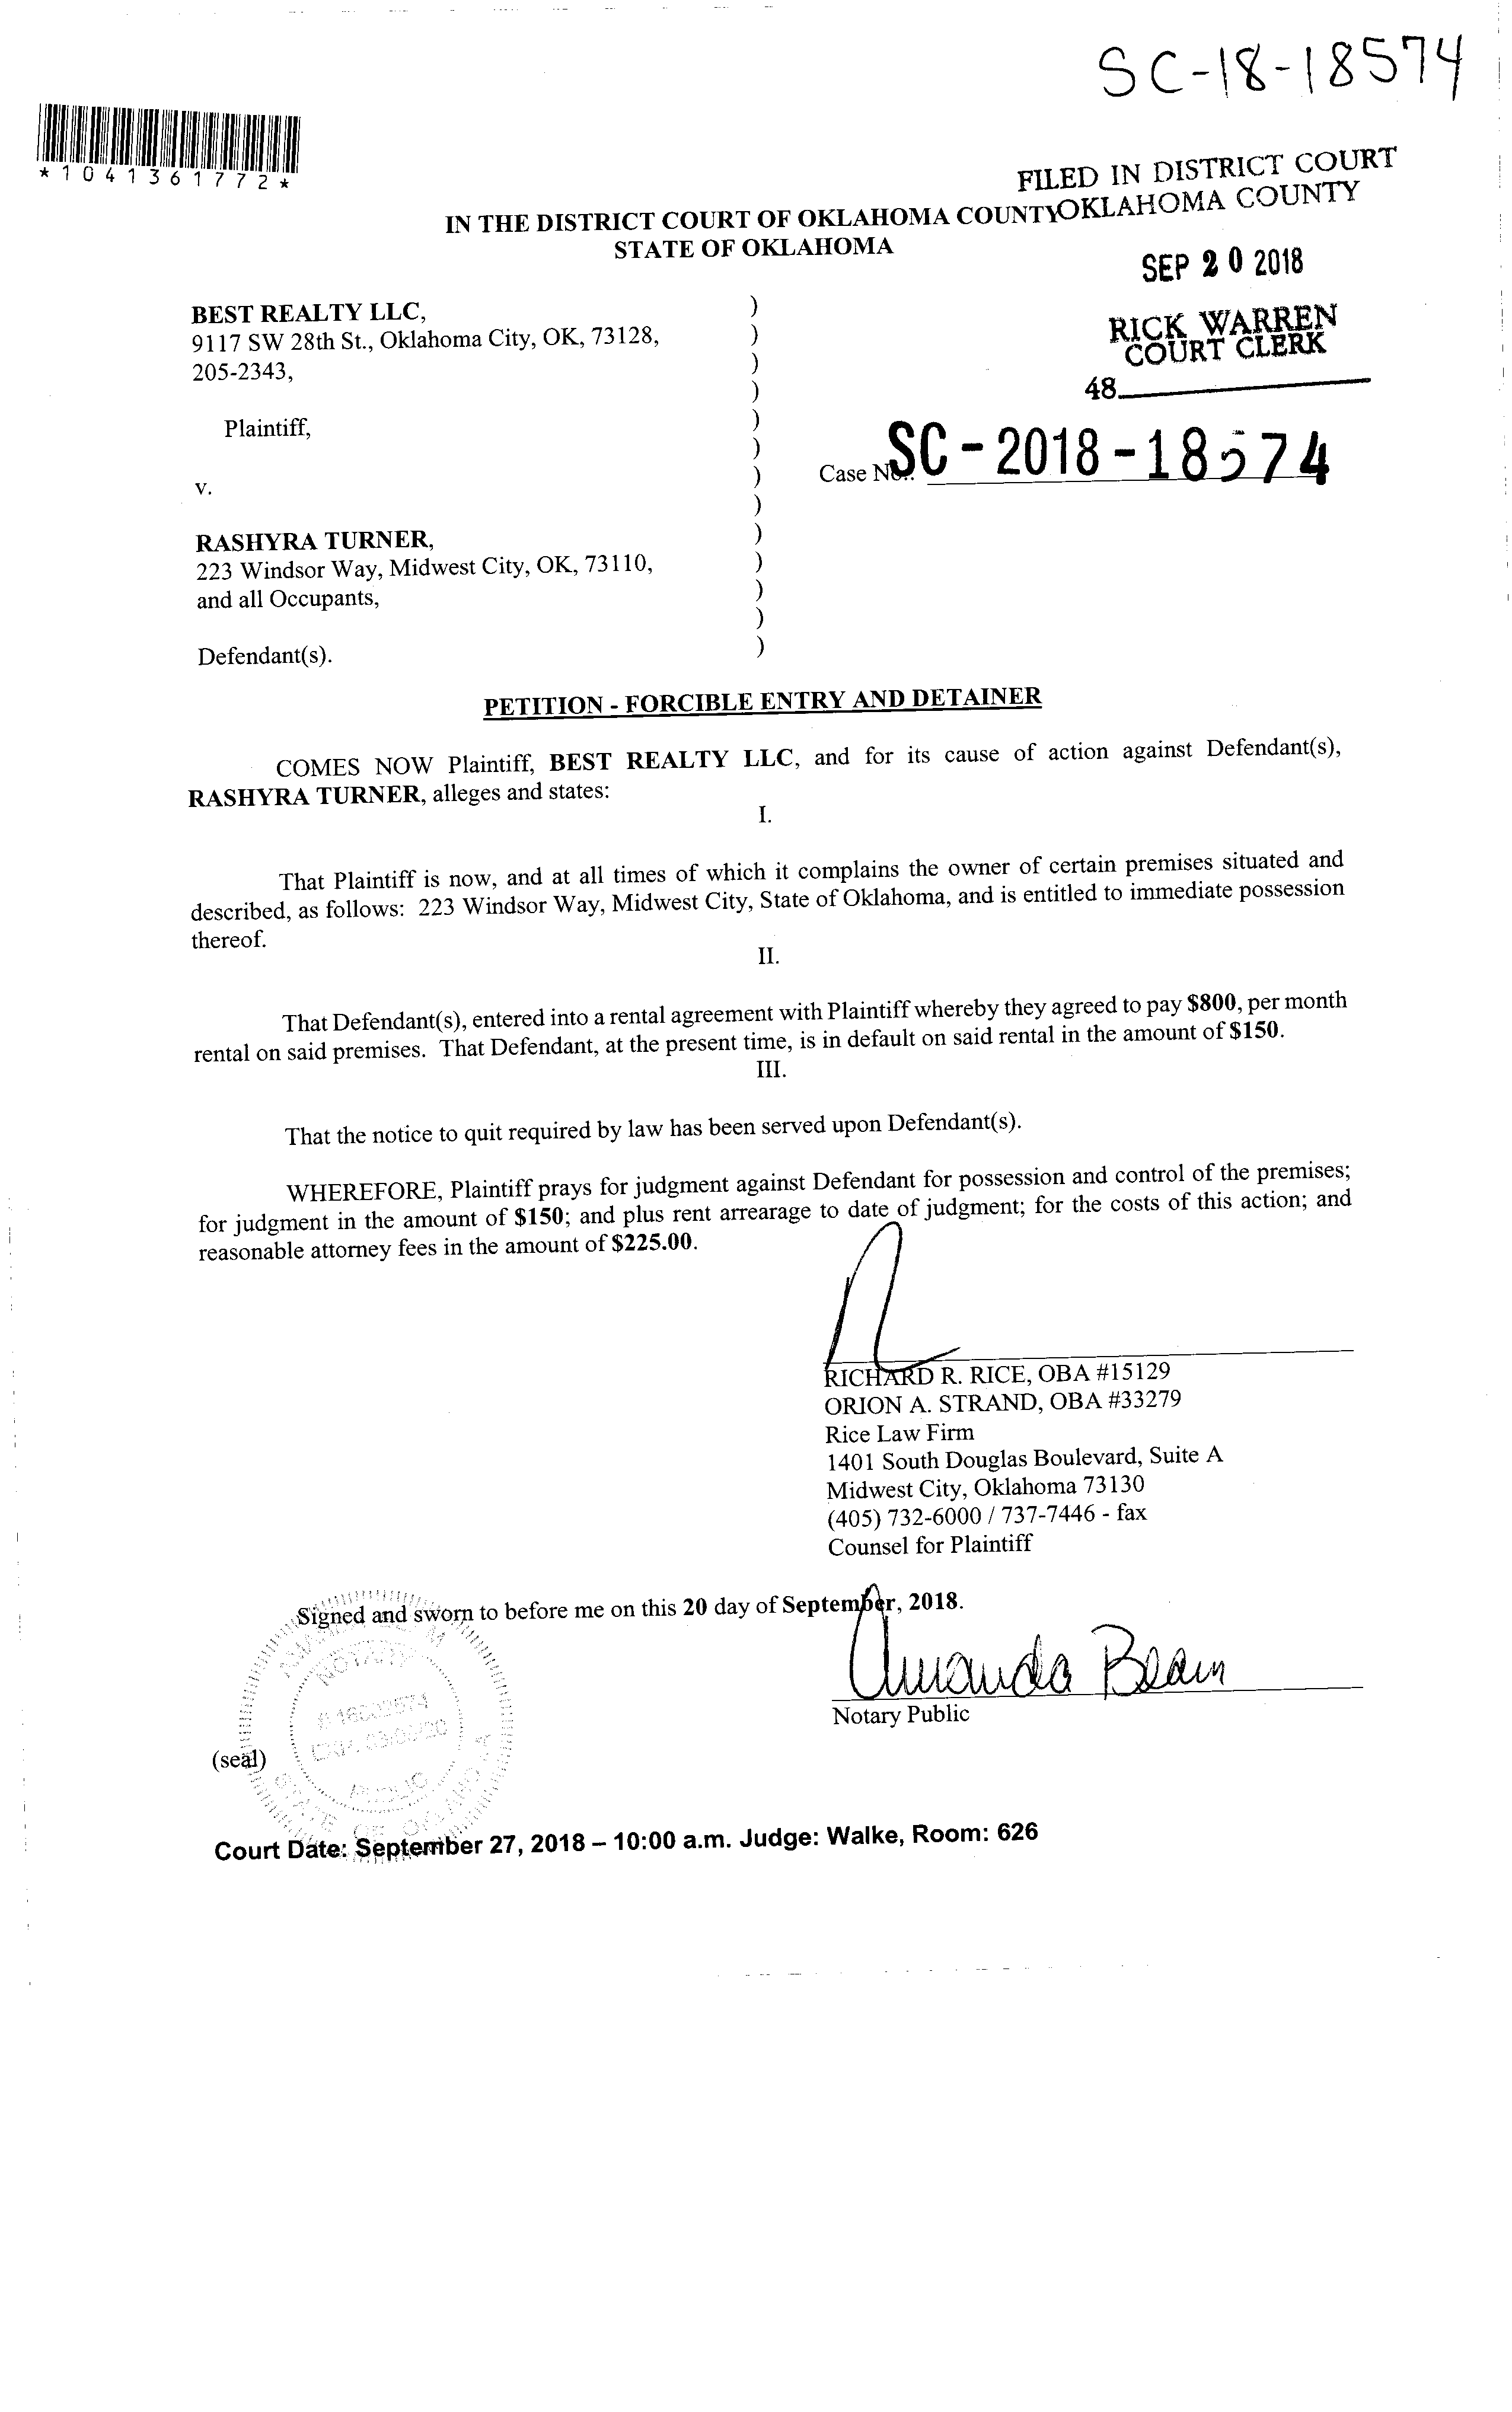 SC-18-18574
*1041361772*
FILED IN DISTRICT COURT
OKLAHOMA COUNTY
IN THE DISTRICT COURT OF OKLAHOMA COUNTY
STATE OF OKLAHOMA
SEP 20 2018
RICK WARREN
COURT CLERK
48
BEST REALTY LLC, )
9117 SW 28th St., Oklahoma City, OK, 73128, )
205-2343, )
)
Plaintiff, )
)
v. )
Case No.: SC-2018-18574
)
RASHYRA TURNER, )
223 Windsor Way, Midwest City, OK, 73110, )
and all Occupants, )
)
Defendant(s). )
PETITION - FORCIBLE ENTRY AND DETAINER
COMES NOW Plaintiff, BEST REALTY LLC, and for its cause of action against Defendant(s),
RASHYRA TURNER, alleges and states:
I.
That Plaintiff is now, and at all times of which it complains the owner of certain premises situated and
described, as follows: 223 Windsor Way, Midwest City, State of Oklahoma, and is entitled to immediate possession
thereof.
II.
That Defendant(s), entered into a rental agreement with Plaintiff whereby they agreed to pay $800, per month
rental on said premises. That Defendant, at the present time, is in default on said rental in the amount of $150.
III.
That the notice to quit required by law has been served upon Defendant(s).
WHEREFORE, Plaintiff prays for judgment against Defendant for possession and control of the premises;
for judgment in the amount of $150; and plus rent arrearage to date of judgment; for the costs of this action; and
reasonable attorney fees in the amount of $225.00.
RICHARD R. RICE, OBA #15129
ORION A. STRAND, OBA #33279
Rice Law Firm
1401 South Douglas Boulevard, Suite A
Midwest City, Oklahoma 73130
(405) 732-6000 / 737-7446 - fax
Counsel for Plaintiff
Signed and sworn to before me on this 20 day of September, 2018.
Amanda Beam
Notary Public
NOTARY
PUBLIC
STATE OF OKLAHOMA
(seal)
Court Date: September 27, 2018 – 10:00 a.m. Judge: Walke, Room: 626